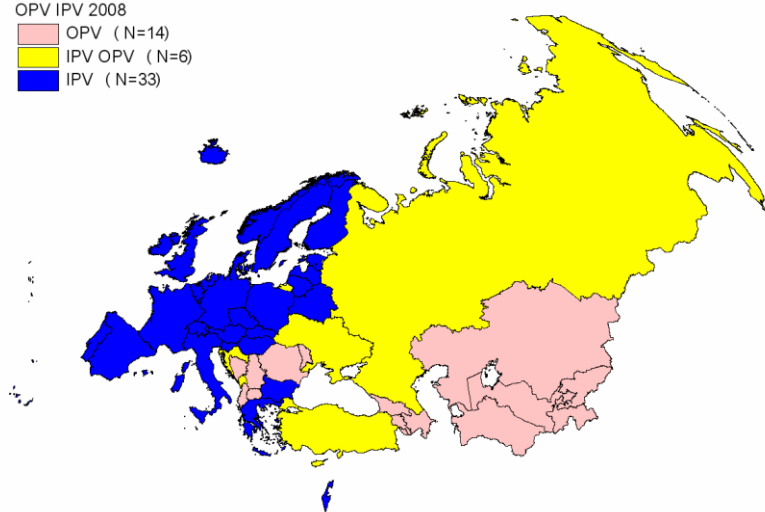 OPV IPV 2008
OPV ( N=14)
IPV OPV ( N=6)
IPV ( N=33)